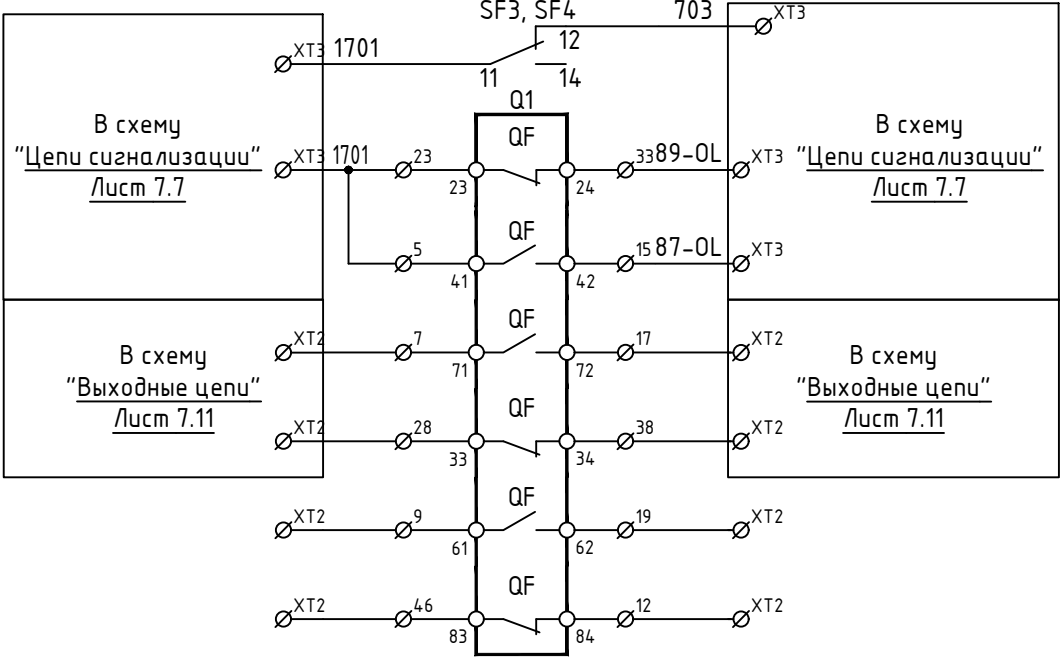 SF3, SF4
703
XT3
XT3 1701
12
11
14
Q1
В схему
"Цепи сигнализации"
Лист 7.7
XT3 1701
23
23
QF
24
33
89-OL
XT3
В схему
"Цепи сигнализации"
Лист 7.7
5
41
QF
42
15
87-OL
XT3
В схему
"Выходные цепи"
Лист 7.11
XT2
7
71
QF
72
17
XT2
В схему
"Выходные цепи"
Лист 7.11
XT2
28
33
QF
34
38
XT2
XT2
9
61
QF
62
19
XT2
XT2
46
83
QF
84
12
XT2